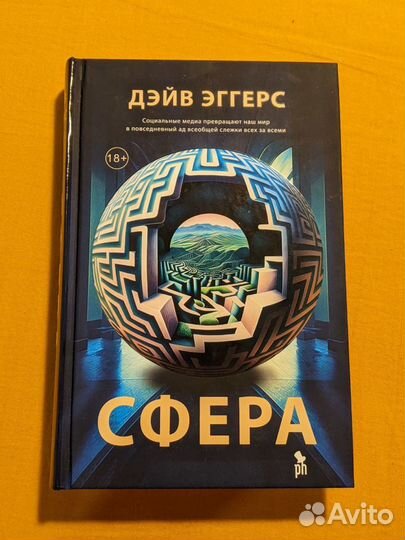 ДЭЙВ ЭГГЕРС
Социальные медиа превращают наш мир
в повседневный ад всеобщей слежки всех за всеми
18+
СФЕРА
ph
Avito